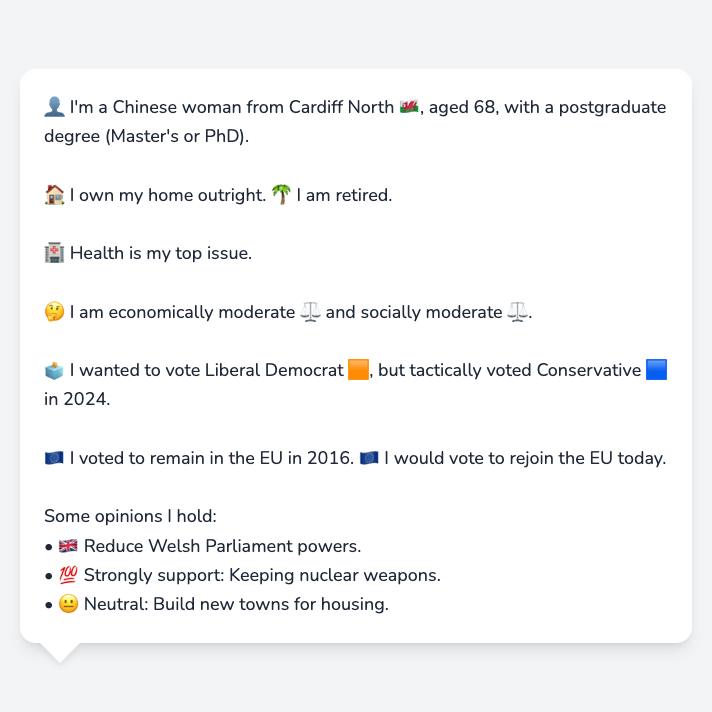 👤 I'm a Chinese woman from Cardiff North 🏴󠁧󠁢󠁷󠁬󠁳󠁿, aged 68, with a postgraduate
degree (Master's or PhD).
🏠 I own my home outright. 🌴 I am retired.
🏥 Health is my top issue.
🤔 I am economically moderate ⚖️ and socially moderate ⚖️.
🗳️ I wanted to vote Liberal Democrat 🟧, but tactically voted Conservative 🟦
in 2024.
🇪🇺 I voted to remain in the EU in 2016. 🇪🇺 I would vote to rejoin the EU today.
Some opinions I hold:
• 🇬🇧 Reduce Welsh Parliament powers.
• 💯 Strongly support: Keeping nuclear weapons.
• 😐 Neutral: Build new towns for housing.